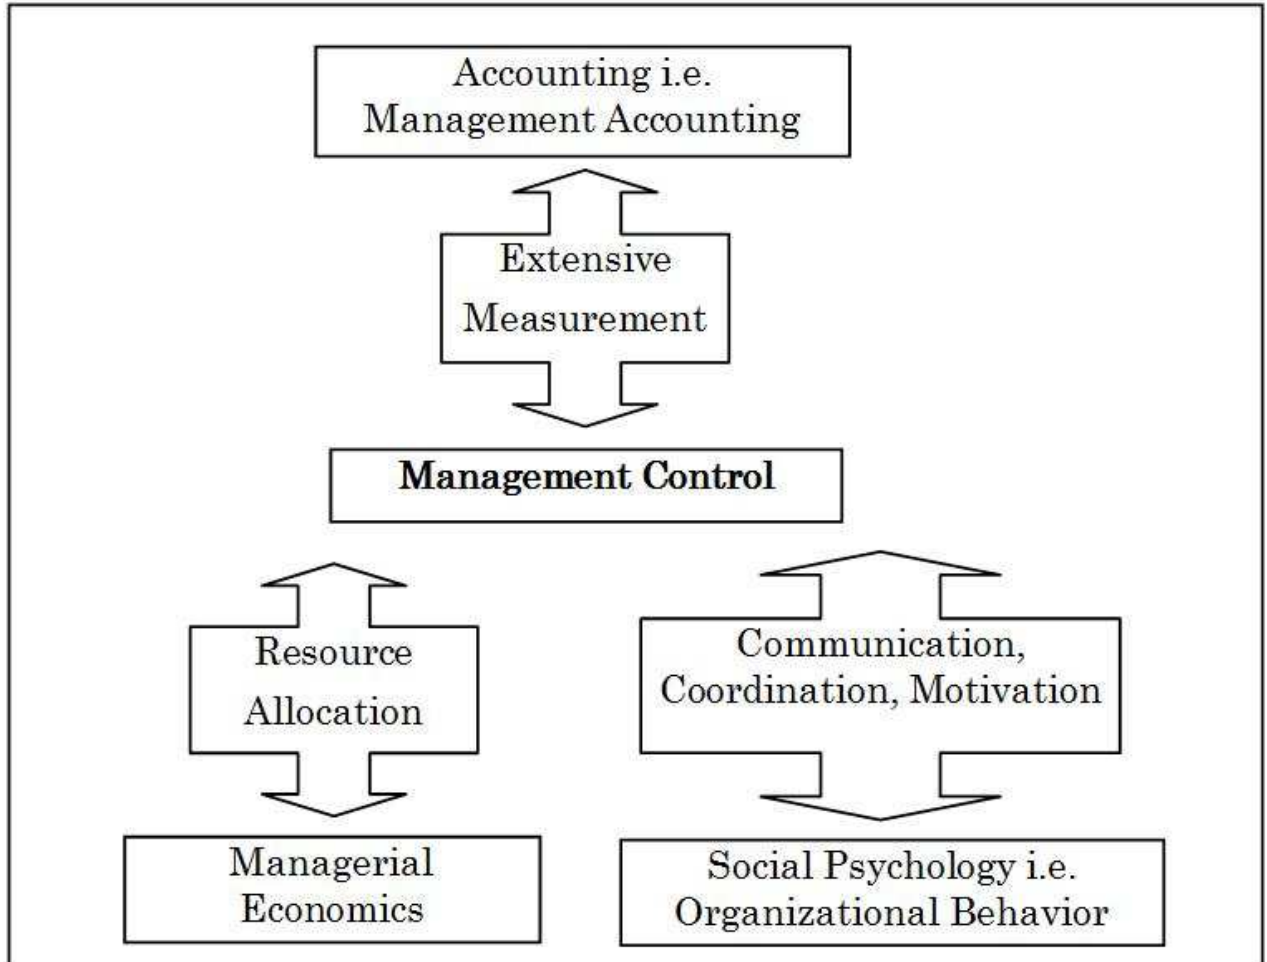 Accounting i.e.
Management Accounting
Extensive
Measurement
Management Control
Resource
Allocation
Communication,
Coordination, Motivation
Managerial
Economics
Social Psychology i.e.
Organizational Behavior